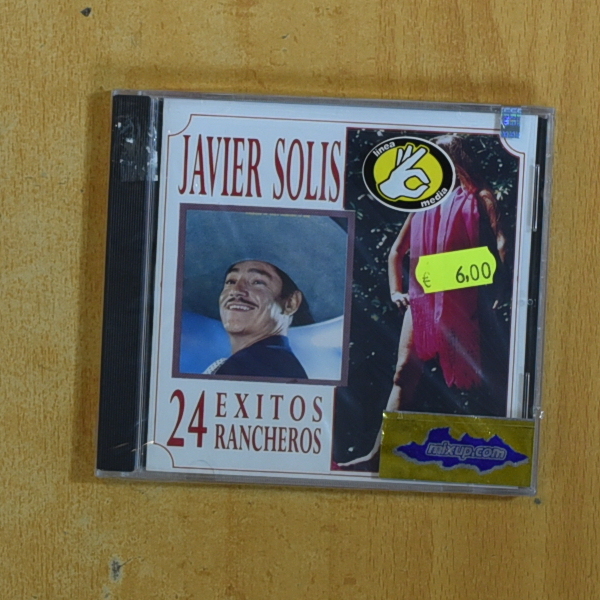 JAVIER SOLIS
linea
media
€ 6,00
24 EXITOS
RANCHEROS
mixup.com